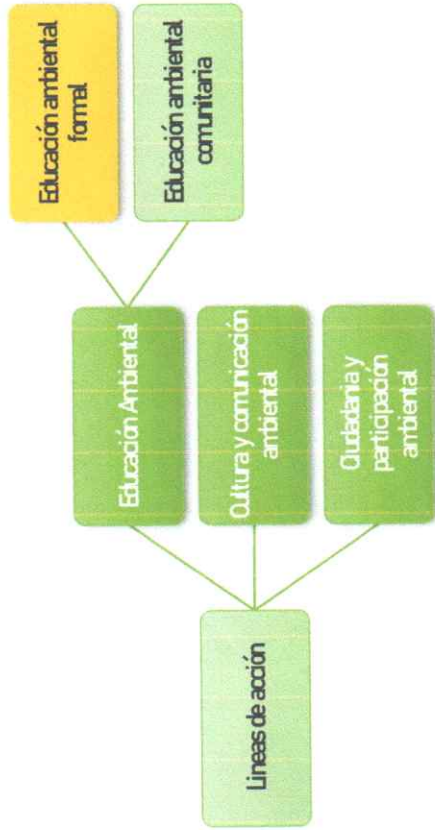 Líneas de acción
Educación Ambiental
Cultura y comunicación
ambiental
Ciudadanía y
participación
ambiental
Educación ambiental
formal
Educación ambiental
comunitaria